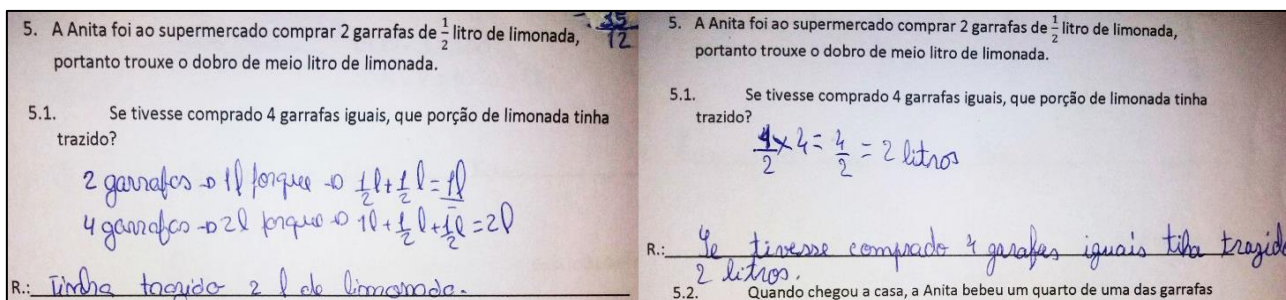 5. A Anita foi ao supermercado comprar 2 garrafas de 1/2 litro de limonada,
portanto trouxe o dobro de meio litro de limonada.
35
12
5.1. Se tivesse comprado 4 garrafas iguais, que porção de limonada tinha
trazido?
2 garrafas → 1l porque → 1/2 l + 1/2 l = 1l
4 garrafas → 2l porque → 1l + 1/2 l + 1/2 l = 2l
R.: Tinha trazido 2 l de limonada.
5. A Anita foi ao supermercado comprar 2 garrafas de 1/2 litro de limonada,
portanto trouxe o dobro de meio litro de limonada.
5.1. Se tivesse comprado 4 garrafas iguais, que porção de limonada tinha
trazido?
1/2 × 4 = 4/2 = 2 litros
R.: Se tivesse comprado 4 garafas iguais tiha trazido
2 litros.
5.2. Quando chegou a casa, a Anita bebeu um quarto de uma das garrafas